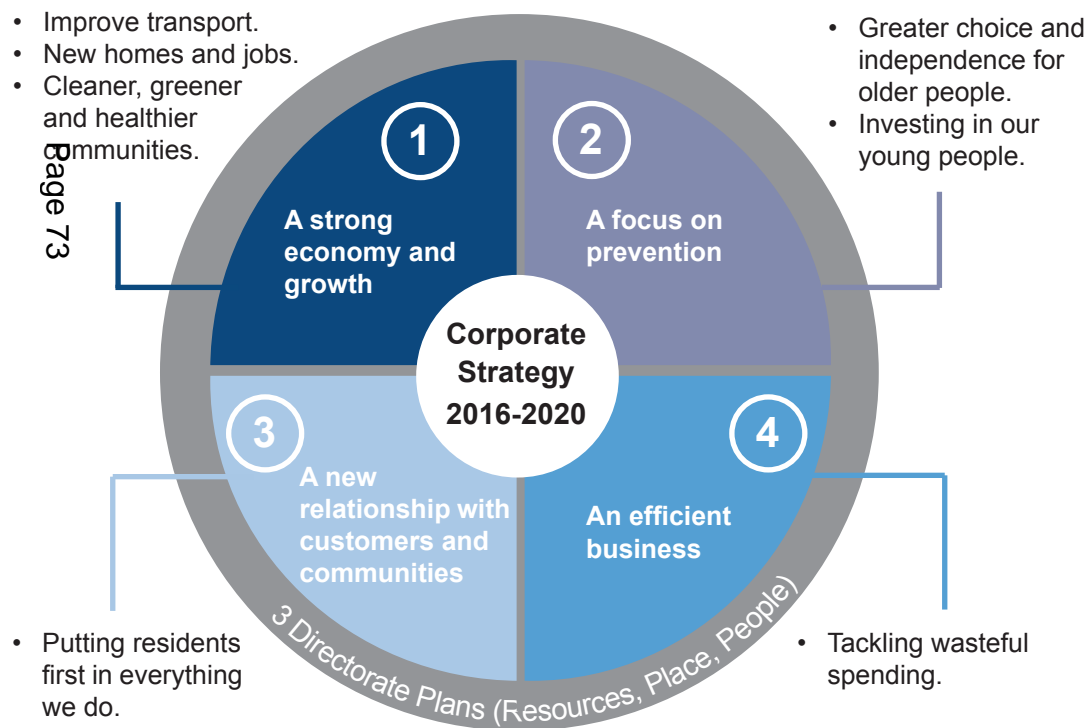 • Improve transport.
• New homes and jobs.
• Cleaner, greener
and healthier
communities.
Page 73
• Greater choice and
independence for
older people.
• Investing in our
young people.
1
A strong
economy and
growth
2
A focus on
prevention
Corporate
Strategy
2016-2020
3
A new
relationship with
customers and
communities
4
An efficient
business
3 Directorate Plans (Resources, Place, People)
• Putting residents
first in everything
we do.
• Tackling wasteful
spending.